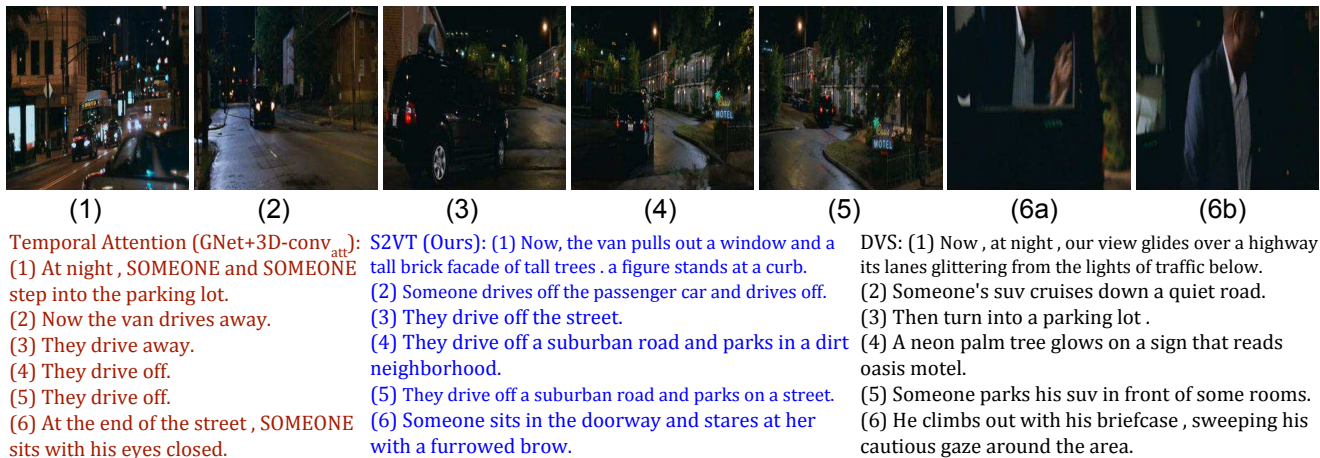 MOTEL
MOTEL
(1)
(2)
(3)
(4)
(5)
(6a)
(6b)
Temporal Attention (GNet+3D-conv_att):
(1) At night , SOMEONE and SOMEONE
step into the parking lot.
(2) Now the van drives away.
(3) They drive away.
(4) They drive off.
(5) They drive off.
(6) At the end of the street , SOMEONE
sits with his eyes closed.
S2VT (Ours): (1) Now, the van pulls out a window and a
tall brick facade of tall trees . a figure stands at a curb.
(2) Someone drives off the passenger car and drives off.
(3) They drive off the street.
(4) They drive off a suburban road and parks in a dirt
neighborhood.
(5) They drive off a suburban road and parks on a street.
(6) Someone sits in the doorway and stares at her
with a furrowed brow.
DVS: (1) Now , at night , our view glides over a highway
its lanes glittering from the lights of traffic below.
(2) Someone's suv cruises down a quiet road.
(3) Then turn into a parking lot .
(4) A neon palm tree glows on a sign that reads
oasis motel.
(5) Someone parks his suv in front of some rooms.
(6) He climbs out with his briefcase , sweeping his
cautious gaze around the area.